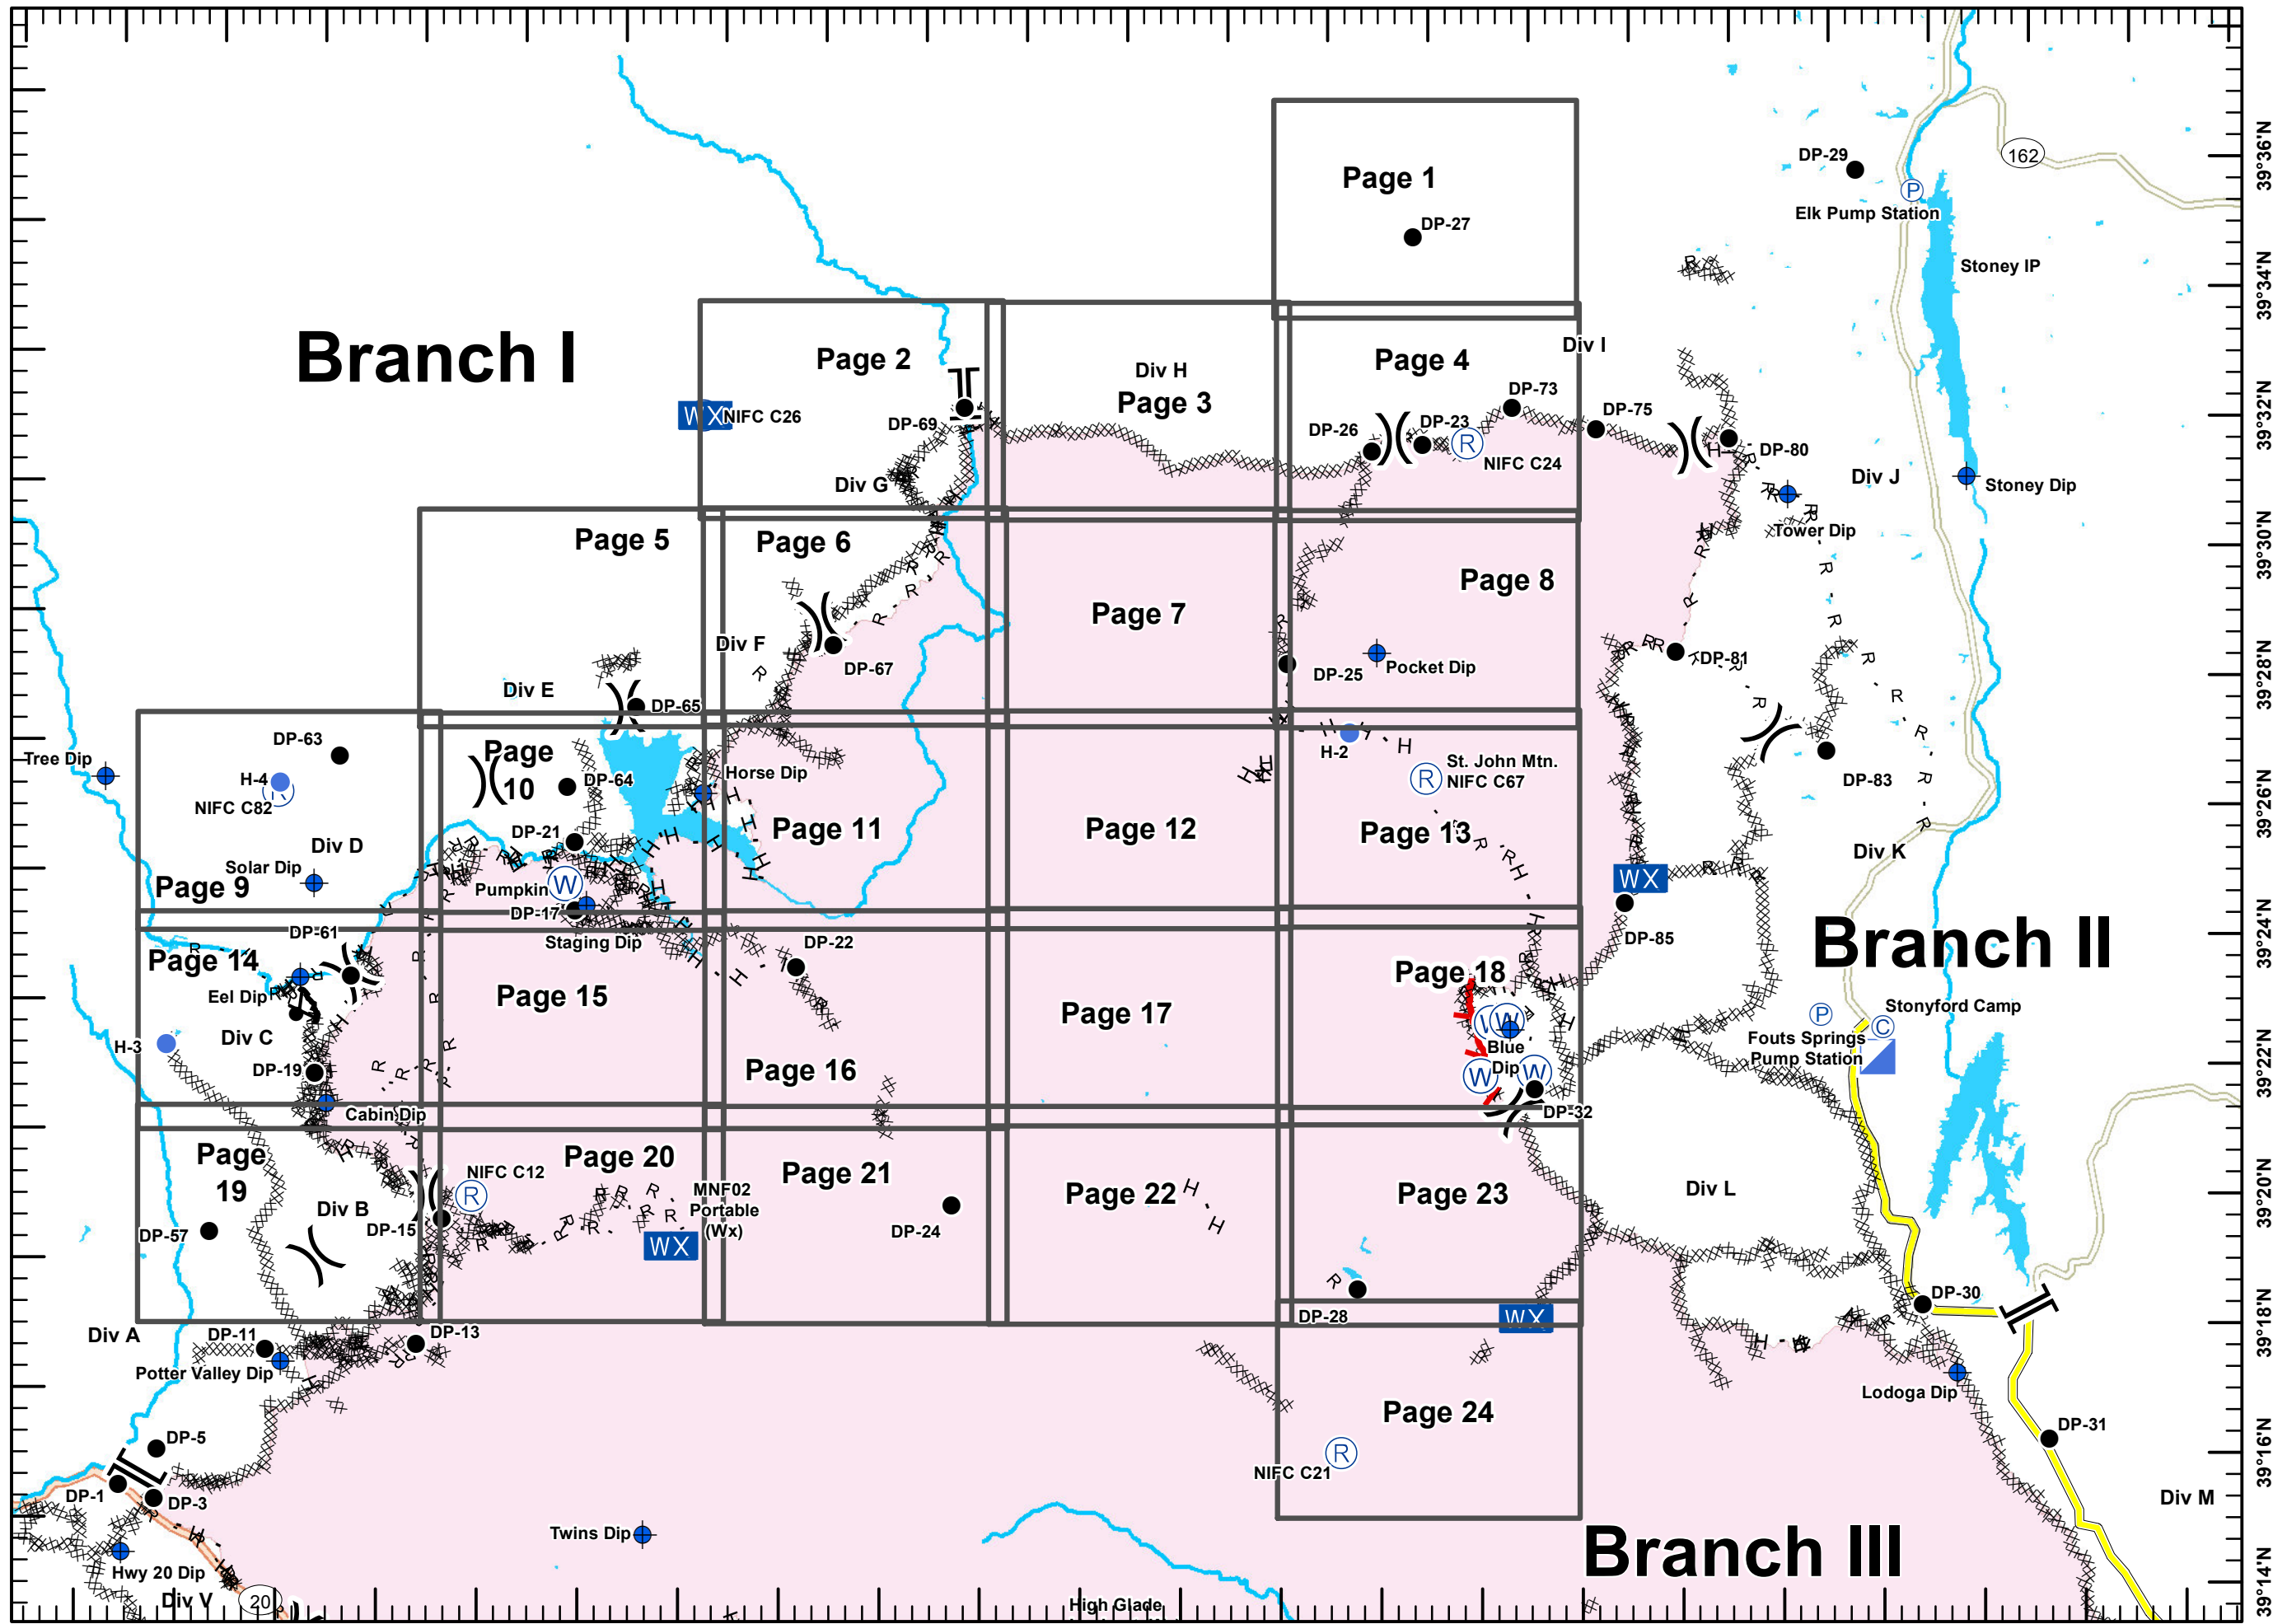 Page 1
DP-27
DP-29
162
P
Elk Pump Station
Stoney IP
39°36'N
39°34'N
Branch I
Page 2
Div H
Page 3
Page 4
Div I
WX
NIFC C26
DP-69
DP-26
DP-23
DP-73
DP-75
R
NIFC C24
DP-80
39°32'N
Div G
Div J
Stoney Dip
Tower Dip
39°30'N
Page 5
Page 6
Page 7
Page 8
Div F
DP-67
DP-25
Pocket Dip
DP-81
39°28'N
Div E
DP-65
DP-63
Tree Dip
H-4
NIFC C82
Page
10
DP-64
Horse Dip
H-2
R
St. John Mtn.
NIFC C67
DP-83
39°26'N
Div D
DP-21
Page 11
Page 12
Page 13
Solar Dip
Page 9
Pumpkin
W
DP-17
WX
Div K
DP-61
Staging Dip
DP-22
DP-85
Branch II
39°24'N
Page 14
Eel Dip
Page 15
Page 17
Page 18
Div C
H-3
DP-19
Page 16
W
W
Blue
Dip
W
W
DP-32
P
Fouts Springs
Pump Station
C
Stonyford Camp
39°22'N
Cabin Dip
Page
19
Div B
DP-57
DP-15
NIFC C12
R
Page 20
WX
MNF02
Portable
(Wx)
Page 21
DP-24
Page 22
Page 23
Div L
39°20'N
DP-28
WX
DP-30
39°18'N
Div A
DP-11
DP-13
Potter Valley Dip
Page 24
Lodoga Dip
DP-5
DP-1
DP-3
R
NIFC C21
DP-31
39°16'N
Div M
Twins Dip
Hwy 20 Dip
Div V
20
High Glade
Branch III
39°14'N